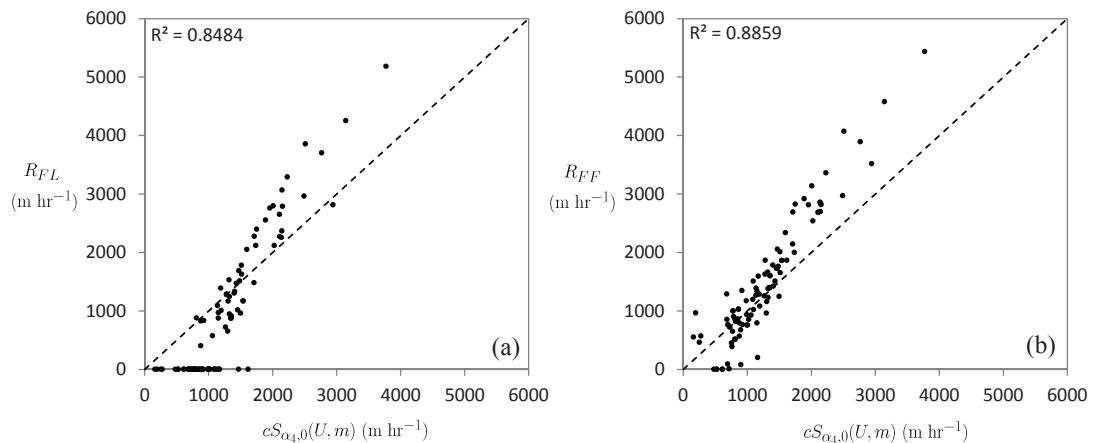 R² = 0.8484
6000
5000
4000
3000
2000
1000
0
R_{FL}
(m hr⁻¹)
0 1000 2000 3000 4000 5000 6000
cS_{α₄,0}(U, m) (m hr⁻¹)
(a)
R² = 0.8859
6000
5000
4000
3000
2000
1000
0
R_{FF}
(m hr⁻¹)
0 1000 2000 3000 4000 5000 6000
cS_{α₄,0}(U, m) (m hr⁻¹)
(b)